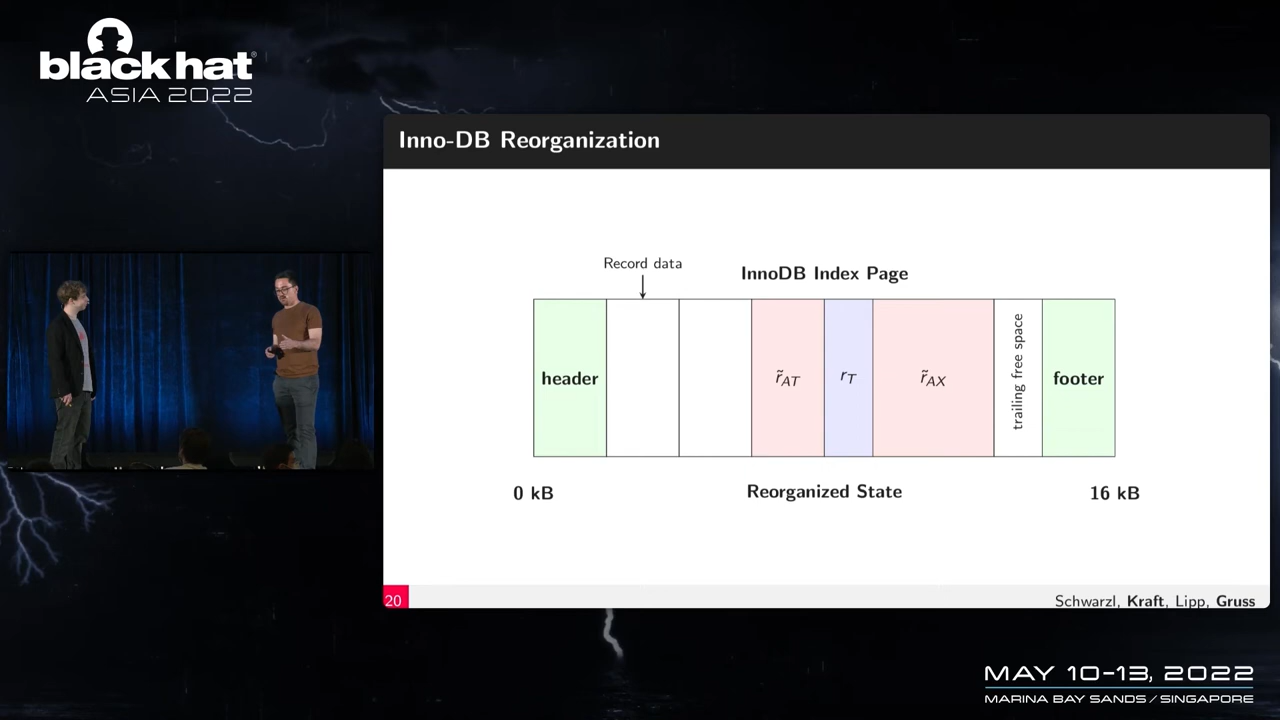 black hat®
ASIA 2022
Inno-DB Reorganization
Record data
InnoDB Index Page
header
r̃AT
rT
r̃AX
trailing free space
footer
0 kB
Reorganized State
16 kB
20
Schwarzl, Kraft, Lipp, Gruss
MAY 10-13, 2022
MARINA BAY SANDS / SINGAPORE